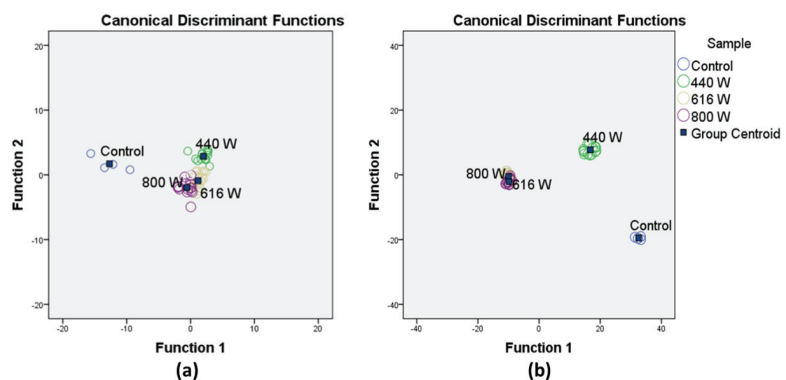 Canonical Discriminant Functions
20
10
0
-10
-20
Function 2
Control
440 W
800 W
616 W
-20
-10
0
10
20
Function 1
(a)
Canonical Discriminant Functions
40
20
0
-20
-40
Function 2
440 W
800 W
616 W
Control
-40
-20
0
20
40
Function 1
(b)
Sample
Control
440 W
616 W
800 W
Group Centroid